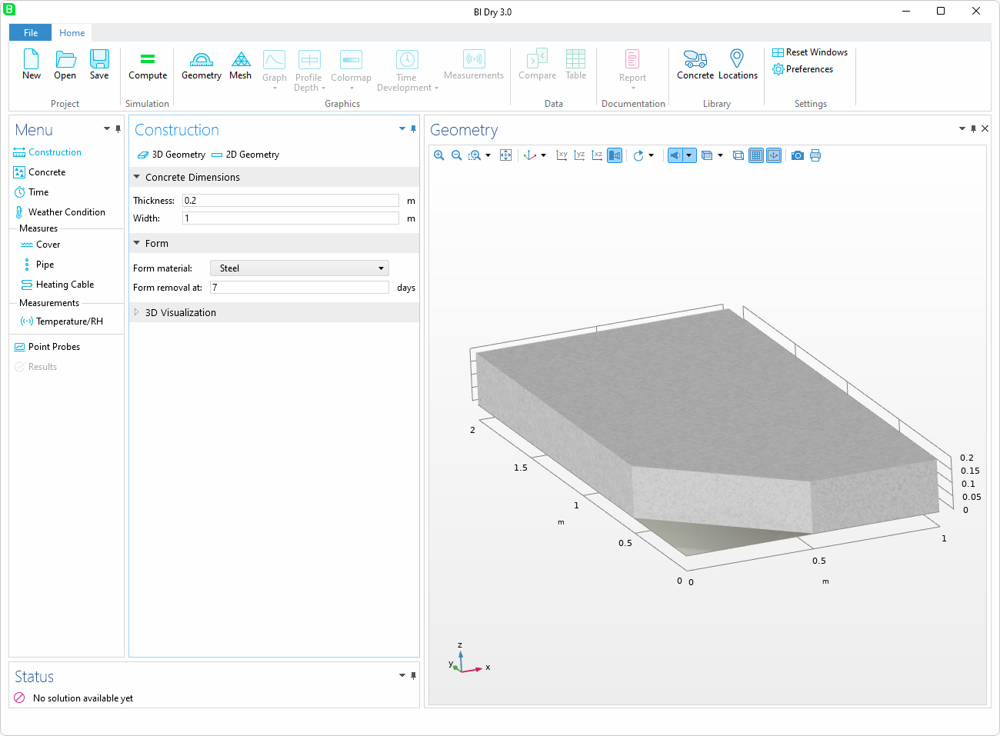 B
BI Dry 3.0
File Home
New Open Save Compute Geometry Mesh Graph Profile Depth Colormap Time Development Measurements Compare Table Report Concrete Locations Reset Windows
Preferences
Project Simulation Graphics Data Documentation Library Settings
Menu
Construction
Concrete
Time
Weather Condition
Measures
Cover
Pipe
Heating Cable
Measurements
Temperature/RH
Point Probes
Results
Construction
3D Geometry 2D Geometry
Concrete Dimensions
Thickness: 0.2 m
Width: 1 m
Form
Form material: Steel
Form removal at: 7 days
3D Visualization
Geometry
xy yz xz
2
1.5
1
m
0.5
0 0
0.5
m
1
0.2
0.15
0.1
0.05
0
z
y
x
Status
No solution available yet